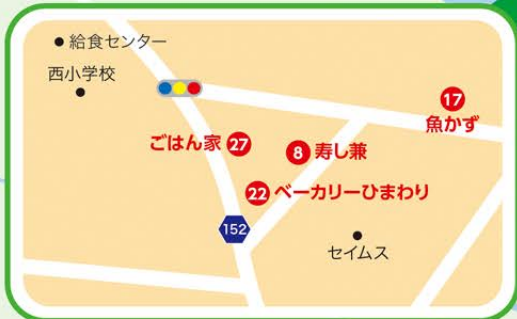 給食センター
西小学校
17
魚かず
ごはん家 27
8 寿し兼
22 ベーカリーひまわり
152
セイムス